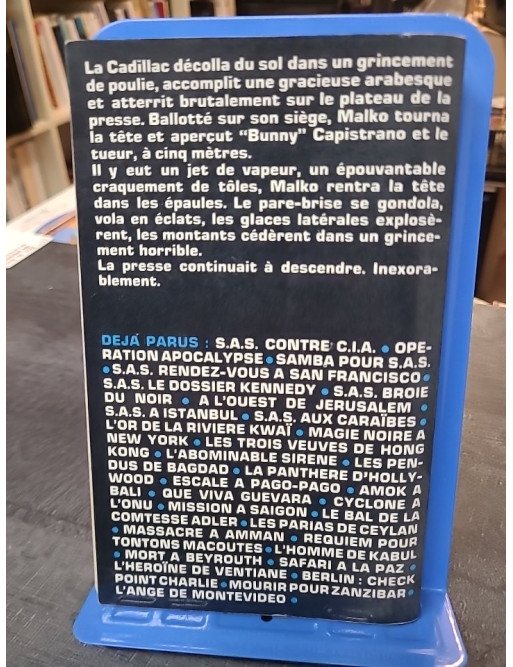 La Cadillac décolla du sol dans un grincement
de poulie, accomplit une gracieuse arabesque
et atterrit brutalement sur le plateau de la
presse. Ballotté sur son siège, Malko tourna
la tête et aperçut “Bunny” Capistrano et le
tueur, à cinq mètres.
Il y eut un jet de vapeur, un épouvantable
craquement de tôles, Malko rentra la tête
dans les épaules. Le pare-brise se gondola,
vola en éclats, les glaces latérales explosè-
rent, les montants cédèrent dans un grince-
ment horrible.
La presse continuait à descendre. Inexora-
blement.
DEJÀ PARUS : S.A.S. CONTRE C.I.A. • OPE-
RATION APOCALYPSE • SAMBA POUR S.A.S.
• S.A.S. RENDEZ-VOUS A SAN FRANCISCO •
S.A.S. LE DOSSIER KENNEDY • S.A.S. BROIE
DU NOIR • A L'OUEST DE JERUSALEM •
S.A.S A ISTANBUL • S.A.S. AUX CARAÏBES •
L'OR DE LA RIVIERE KWAÏ • MAGIE NOIRE A
NEW YORK • LES TROIS VEUVES DE HONG
KONG • L'ABOMINABLE SIRENE • LES PEN-
DUS DE BAGDAD • LA PANTHERE D'HOLLY-
WOOD • ESCALE A PAGO-PAGO • AMOK A
BALI • QUE VIVA GUEVARA • CYCLONE A
L'ONU • MISSION A SAIGON • LE BAL DE LA
COMTESSE ADLER • LES PARIAS DE CEYLAN
• MASSACRE A AMMAN • REQUIEM POUR
TONTONS MACOUTES • L'HOMME DE KABUL
• MORT A BEYROUTH • SAFARI A LA PAZ •
L'HEROÏNE DE VENTIANE • BERLIN : CHECK
POINT CHARLIE • MOURIR POUR ZANZIBAR •
L'ANGE DE MONTEVIDEO •